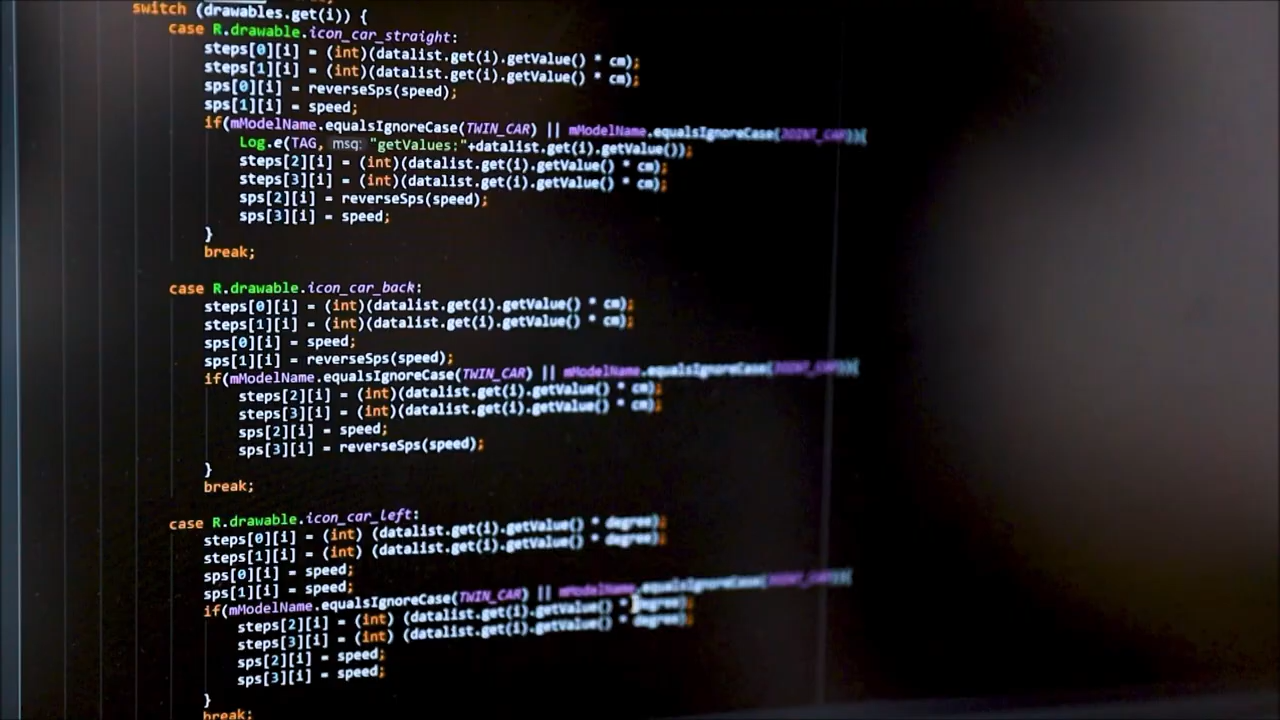 switch (drawables.get(i)) {
case R.drawable.icon_car_straight:
steps[0][i] = (int)(datalist.get(i).getValue() * cm);
steps[1][i] = (int)(datalist.get(i).getValue() * cm);
sps[0][i] = reverseSps(speed);
sps[1][i] = speed;
if(mModelName.equalsIgnoreCase(TWIN_CAR) || mModelName.equalsIgnoreCase(JOINT_CAR)){
Log.e(TAG, msg: "getValues:"+datalist.get(i).getValue());
steps[2][i] = (int)(datalist.get(i).getValue() * cm);
steps[3][i] = (int)(datalist.get(i).getValue() * cm);
sps[2][i] = reverseSps(speed);
sps[3][i] = speed;
}
break;
case R.drawable.icon_car_back:
steps[0][i] = (int)(datalist.get(i).getValue() * cm);
steps[1][i] = (int)(datalist.get(i).getValue() * cm);
sps[0][i] = speed;
sps[1][i] = reverseSps(speed);
if(mModelName.equalsIgnoreCase(TWIN_CAR) || mModelName.equalsIgnoreCase(JOINT_CAR)){
steps[2][i] = (int)(datalist.get(i).getValue() * cm);
steps[3][i] = (int)(datalist.get(i).getValue() * cm);
sps[2][i] = speed;
sps[3][i] = reverseSps(speed);
}
break;
case R.drawable.icon_car_left:
steps[0][i] = (int) (datalist.get(i).getValue() * degree);
steps[1][i] = (int) (datalist.get(i).getValue() * degree);
sps[0][i] = speed;
sps[1][i] = speed;
if(mModelName.equalsIgnoreCase(TWIN_CAR) || mModelName.equalsIgnoreCase(JOINT_CAR)){
steps[2][i] = (int) (datalist.get(i).getValue() * degree);
steps[3][i] = (int) (datalist.get(i).getValue() * degree);
sps[2][i] = speed;
sps[3][i] = speed;
}
break;